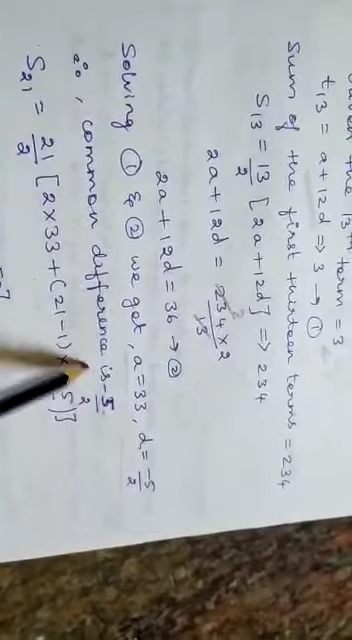 the 13th term = 3
t13 = a+12d => 3 → ①
Sum of the first thirteen terms = 234
S13 = 13/2 [2a+12d] => 234
2a+12d = 234×2/13
2a+12d = 36 → ②
Solving ① & ② we get, a=33, d=-5/2
∴, common difference is -5/2
S21 = 21/2 [2×33+(21-1)× 5)]